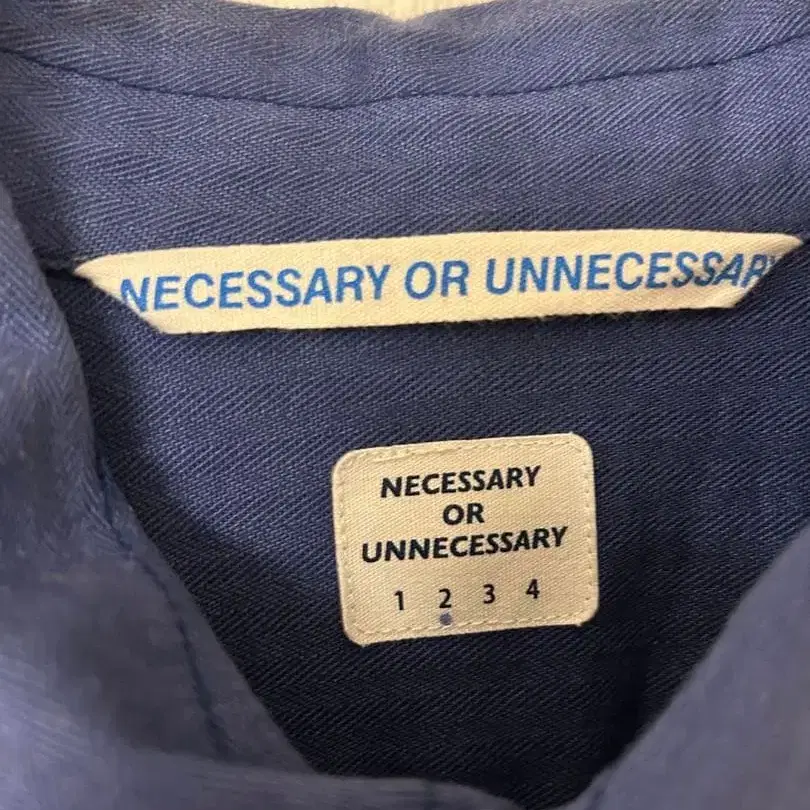 NECESSARY OR UNNECESSARY
NECESSARY
OR
UNNECESSARY
1 2 3 4